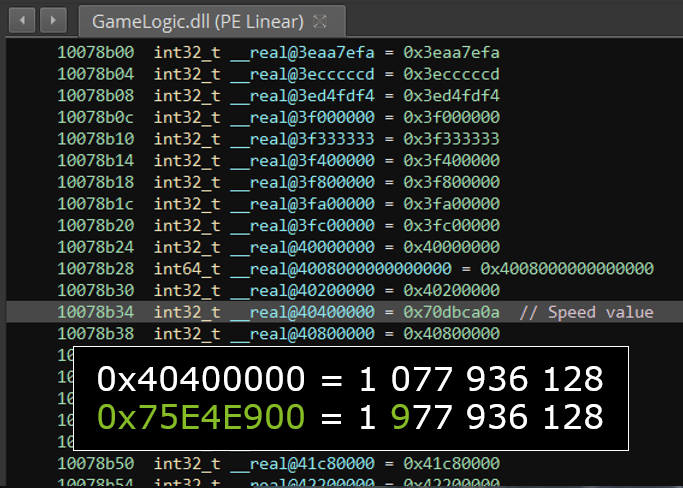 GameLogic.dll (PE Linear)
10078b00 int32_t __real@3eaa7efa = 0x3eaa7efa
10078b04 int32_t __real@3ecccccd = 0x3ecccccd
10078b08 int32_t __real@3ed4fdf4 = 0x3ed4fdf4
10078b0c int32_t __real@3f000000 = 0x3f000000
10078b10 int32_t __real@3f333333 = 0x3f333333
10078b14 int32_t __real@3f400000 = 0x3f400000
10078b18 int32_t __real@3f800000 = 0x3f800000
10078b1c int32_t __real@3fa00000 = 0x3fa00000
10078b20 int32_t __real@3fc00000 = 0x3fc00000
10078b24 int32_t __real@40000000 = 0x40000000
10078b28 int64_t __real@4008000000000000 = 0x4008000000000000
10078b30 int32_t __real@40200000 = 0x40200000
10078b34 int32_t __real@40400000 = 0x70dbca0a // Speed value
10078b38 int32_t __real@40800000 = 0x40800000
0x40400000 = 1 077 936 128
0x75E4E900 = 1 977 936 128
10078b50 int32_t __real@41c80000 = 0x41c80000
10078b54 int32_t __real@42200000 = 0x42200000